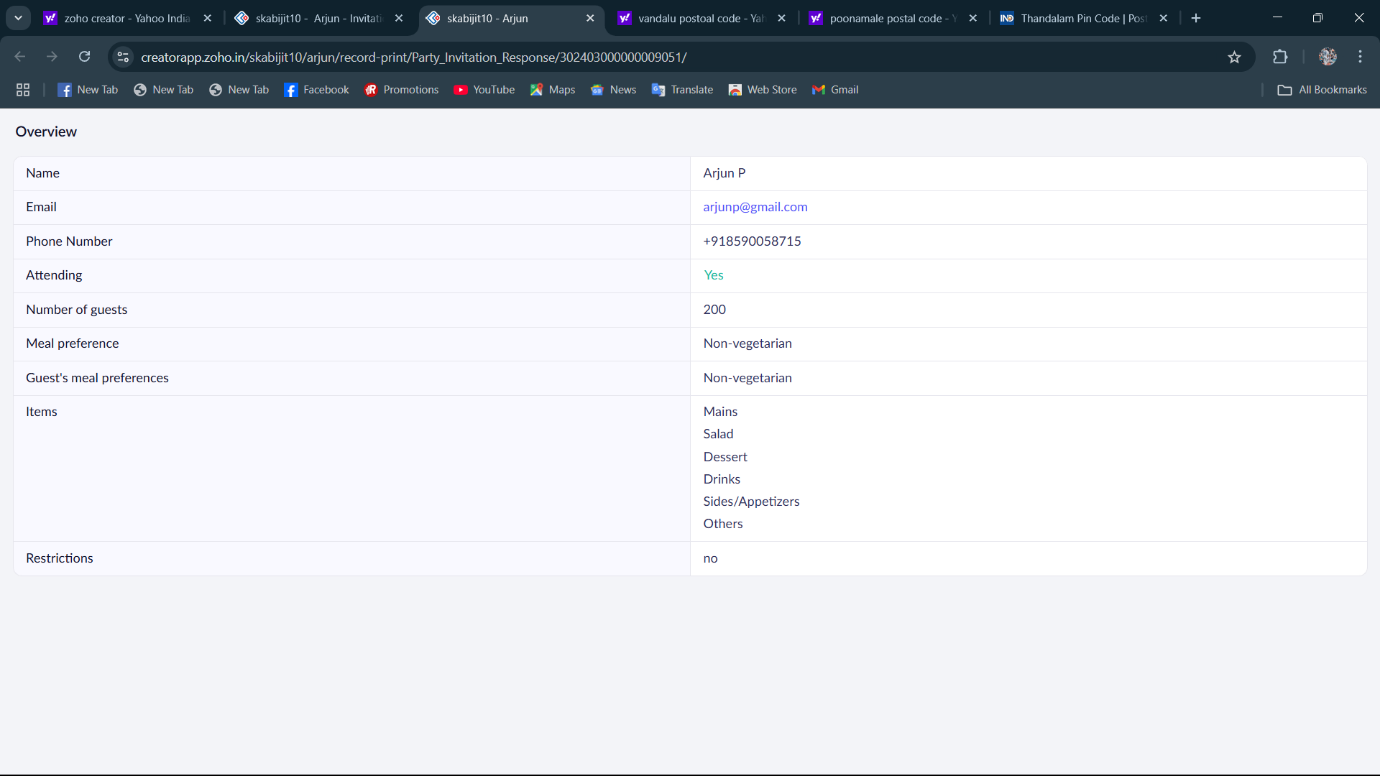 zoho creator - Yahoo India
skabijit10 - Arjun - Invitati
skabijit10 - Arjun
vandalu postoal code - Yah
poonamale postal code - Y
Thandalam Pin Code | Post
creatorapp.zoho.in/skabijit10/arjun/record-print/Party_Invitation_Response/302403000000009051/
New Tab
New Tab
New Tab
Facebook
Promotions
YouTube
Maps
News
Translate
Web Store
Gmail
All Bookmarks
Overview
Name Arjun P
Email arjunp@gmail.com
Phone Number +918590058715
Attending Yes
Number of guests 200
Meal preference Non-vegetarian
Guest's meal preferences Non-vegetarian
Items Mains
Salad
Dessert
Drinks
Sides/Appetizers
Others
Restrictions no